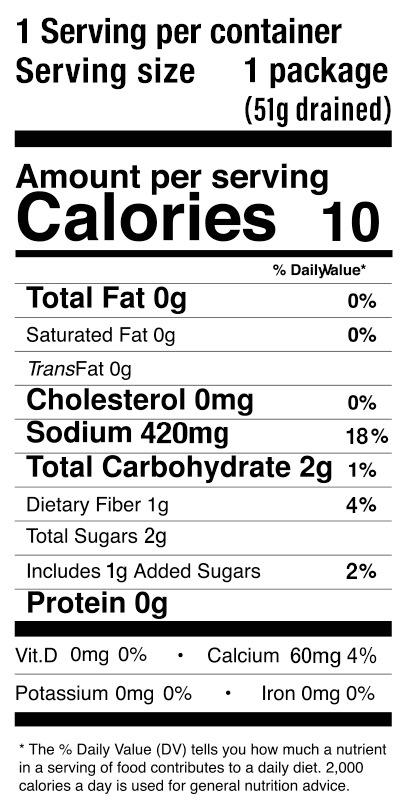 1 Serving per container
Serving size 1 package
(51g drained)
Amount per serving
Calories 10
% DailyValue*
Total Fat 0g 0%
Saturated Fat 0g 0%
TransFat 0g
Cholesterol 0mg 0%
Sodium 420mg 18%
Total Carbohydrate 2g 1%
Dietary Fiber 1g 4%
Total Sugars 2g
Includes 1g Added Sugars 2%
Protein 0g
Vit.D 0mg 0% • Calcium 60mg 4%
Potassium 0mg 0% • Iron 0mg 0%
* The % Daily Value (DV) tells you how much a nutrient
in a serving of food contributes to a daily diet. 2,000
calories a day is used for general nutrition advice.